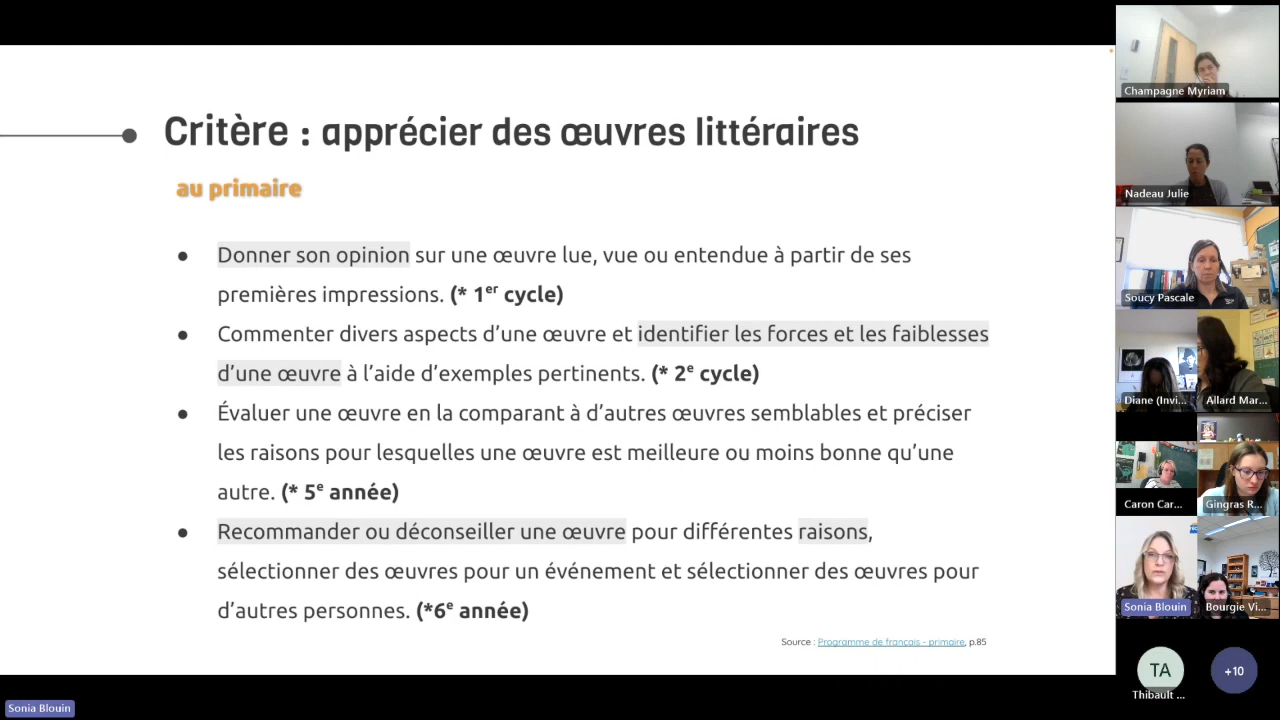 Critère : apprécier des œuvres littéraires
au primaire
● Donner son opinion sur une œuvre lue, vue ou entendue à partir de ses
premières impressions. (* 1er cycle)
● Commenter divers aspects d'une œuvre et identifier les forces et les faiblesses
d'une œuvre à l'aide d'exemples pertinents. (* 2e cycle)
● Évaluer une œuvre en la comparant à d'autres œuvres semblables et préciser
les raisons pour lesquelles une œuvre est meilleure ou moins bonne qu'une
autre. (* 5e année)
● Recommander ou déconseiller une œuvre pour différentes raisons,
sélectionner des œuvres pour un événement et sélectionner des œuvres pour
d'autres personnes. (*6e année)
Source : Programme de français - primaire, p.85
Champagne Myriam
Nadeau Julie
Soucy Pascale
Diane (Invi...
Allard Mar...
Caron Car...
Gingras R...
Sonia Blouin
Bourgie Vi...
TA
Thibault ...
+10
Sonia Blouin